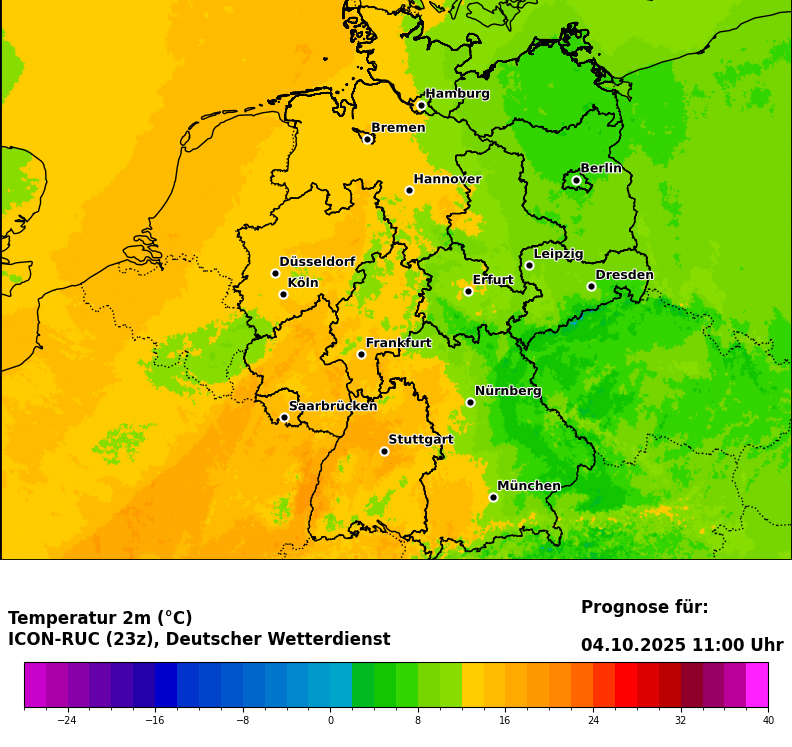 Hamburg
Bremen
Berlin
Hannover
Leipzig
Düsseldorf
Dresden
Köln
Erfurt
Frankfurt
Nürnberg
Saarbrücken
Stuttgart
München
Prognose für:
Temperatur 2m (°C)
ICON-RUC (23z), Deutscher Wetterdienst
04.10.2025 11:00 Uhr
−24 −16 −8 0 8 16 24 32 40